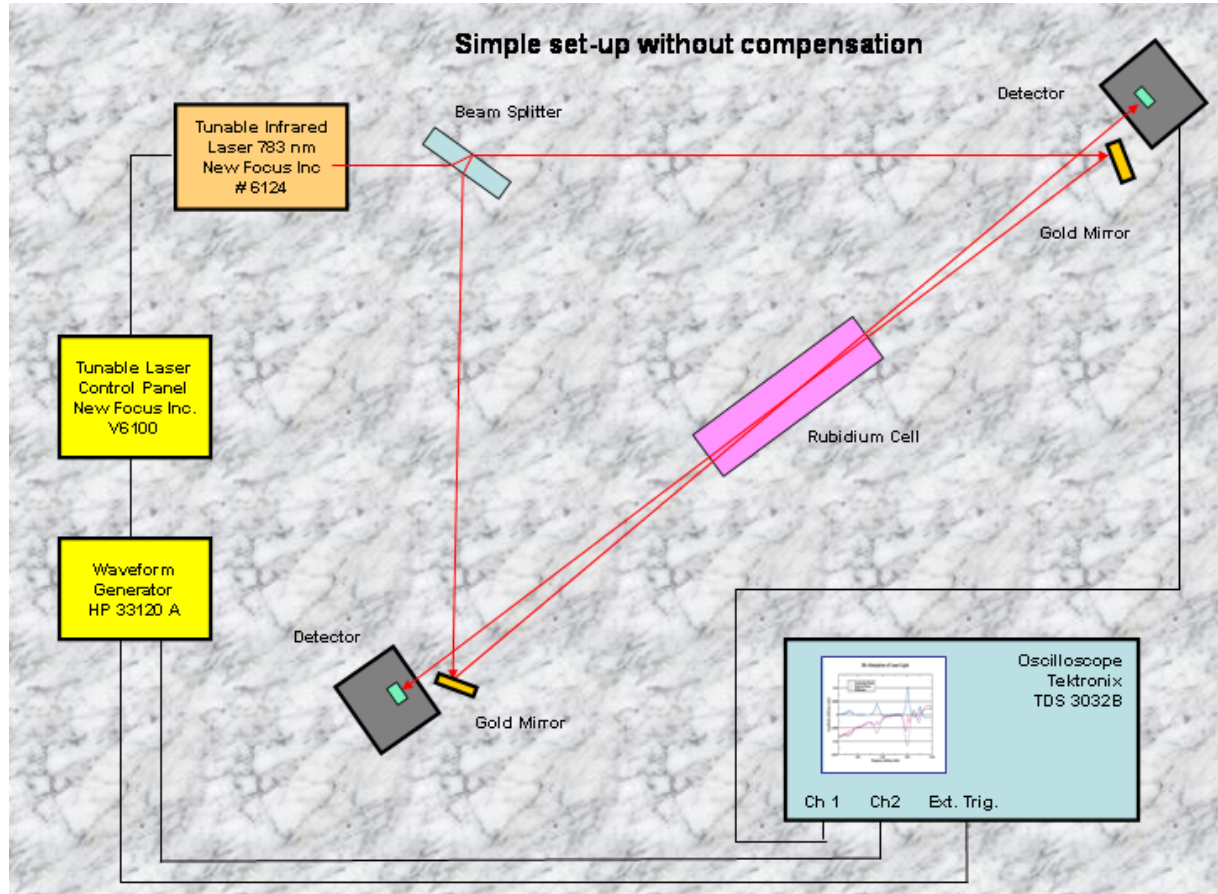 Simple set-up without compensation
Detector
Beam Splitter
Tunable Infrared
Laser 783 nm
New Focus Inc
# 6124
Gold Mirror
Tunable Laser
Control Panel
New Focus Inc.
V6100
Rubidium Cell
Waveform
Generator
HP 33120 A
Detector
Gold Mirror
Oscilloscope
Tektronix
TDS 3032B
Ch 1 Ch2 Ext. Trig.